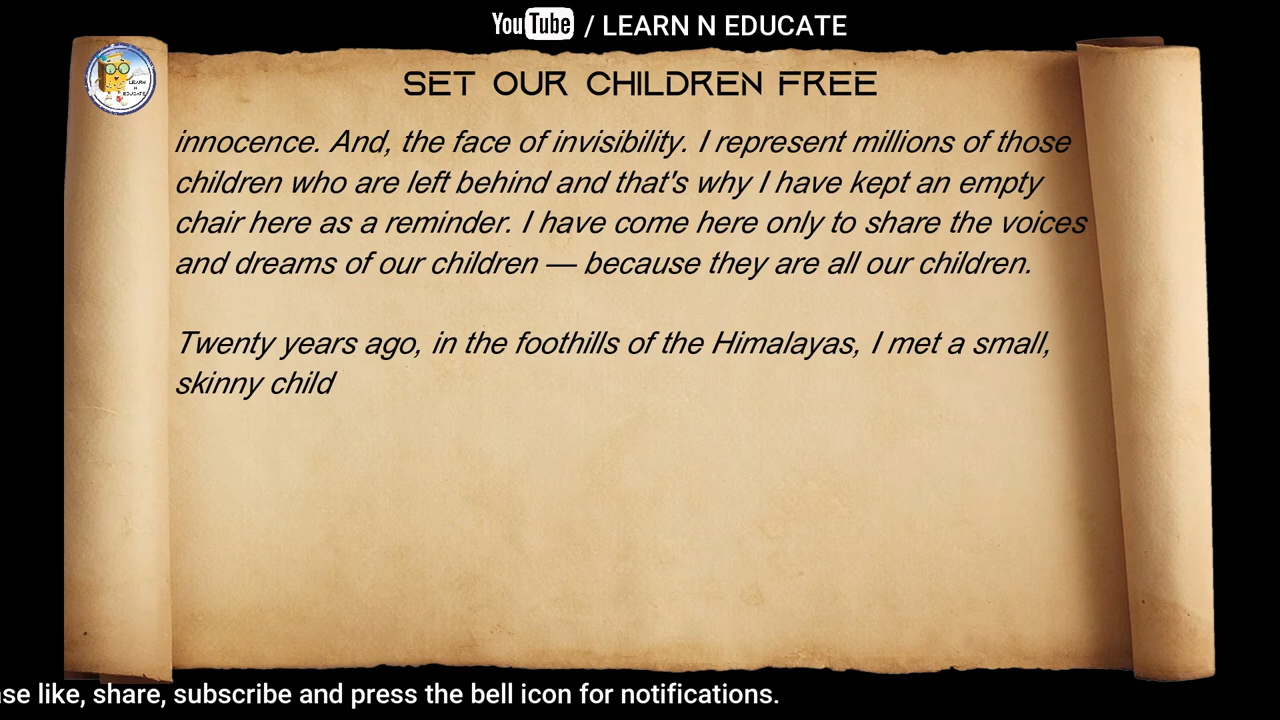 YouTube / LEARN N EDUCATE
LEARN
N
EDUCATE
SET OUR CHILDREN FREE
innocence. And, the face of invisibility. I represent millions of those
children who are left behind and that's why I have kept an empty
chair here as a reminder. I have come here only to share the voices
and dreams of our children — because they are all our children.
Twenty years ago, in the foothills of the Himalayas, I met a small,
skinny child
se like, share, subscribe and press the bell icon for notifications.